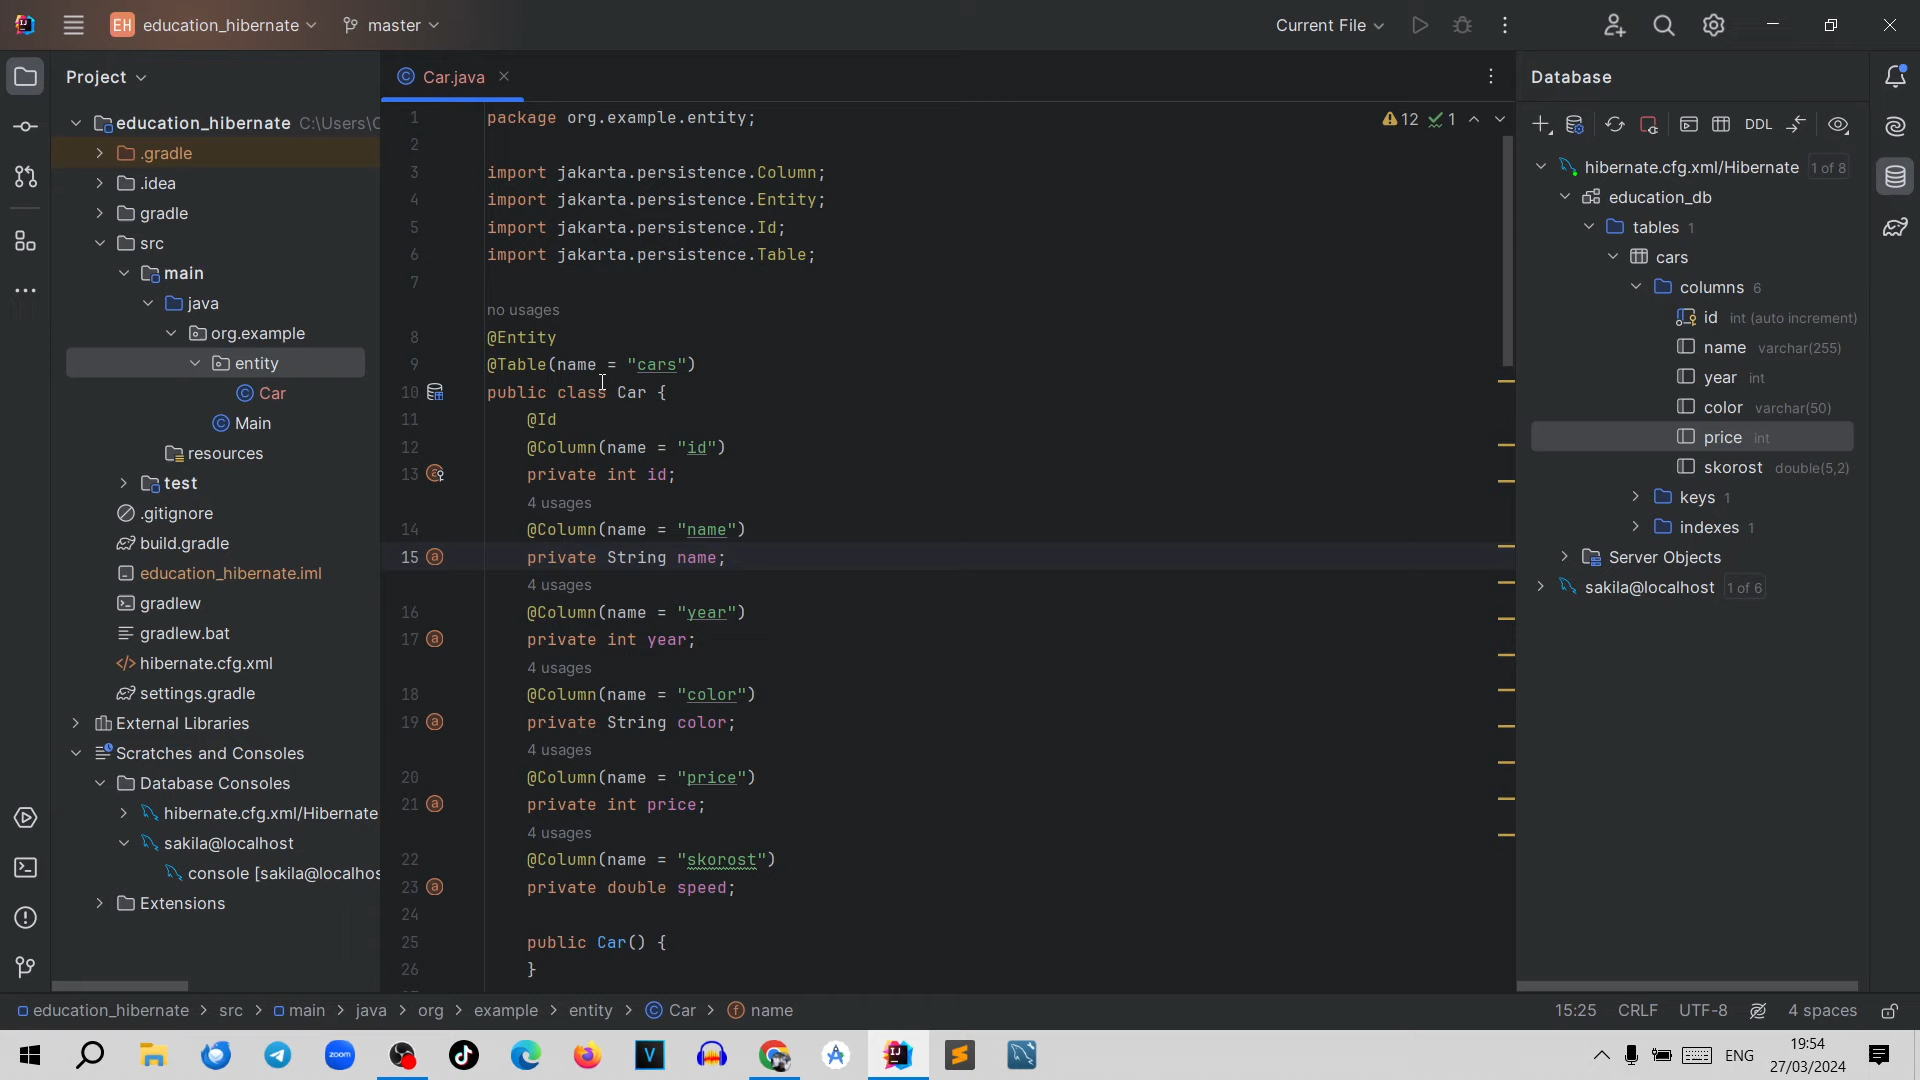 EH education_hibernate master Current File
Project
Car.java
Database
education_hibernate C:\Users\C
.gradle
.idea
gradle
src
main
java
org.example
entity
Car
Main
resources
test
.gitignore
build.gradle
education_hibernate.iml
gradlew
gradlew.bat
hibernate.cfg.xml
settings.gradle
External Libraries
Scratches and Consoles
Database Consoles
hibernate.cfg.xml/Hibernate
sakila@localhost
console [sakila@localhos
Extensions
12 1
1 package org.example.entity;
2
3 import jakarta.persistence.Column;
4 import jakarta.persistence.Entity;
5 import jakarta.persistence.Id;
6 import jakarta.persistence.Table;
7
no usages
8 @Entity
9 @Table(name = "cars")
10 public class Car {
11 @Id
12 @Column(name = "id")
13 private int id;
4 usages
14 @Column(name = "name")
15 private String name;
4 usages
16 @Column(name = "year")
17 private int year;
4 usages
18 @Column(name = "color")
19 private String color;
4 usages
20 @Column(name = "price")
21 private int price;
4 usages
22 @Column(name = "skorost")
23 private double speed;
24
25 public Car() {
26 }
DDL
hibernate.cfg.xml/Hibernate 1 of 8
education_db
tables 1
cars
columns 6
id int (auto increment)
name varchar(255)
year int
color varchar(50)
price int
skorost double(5,2)
keys 1
indexes 1
Server Objects
sakila@localhost 1 of 6
education_hibernate > src > main > java > org > example > entity > Car > name
15:25 CRLF UTF-8 4 spaces
zoom
ENG
19:54
27/03/2024